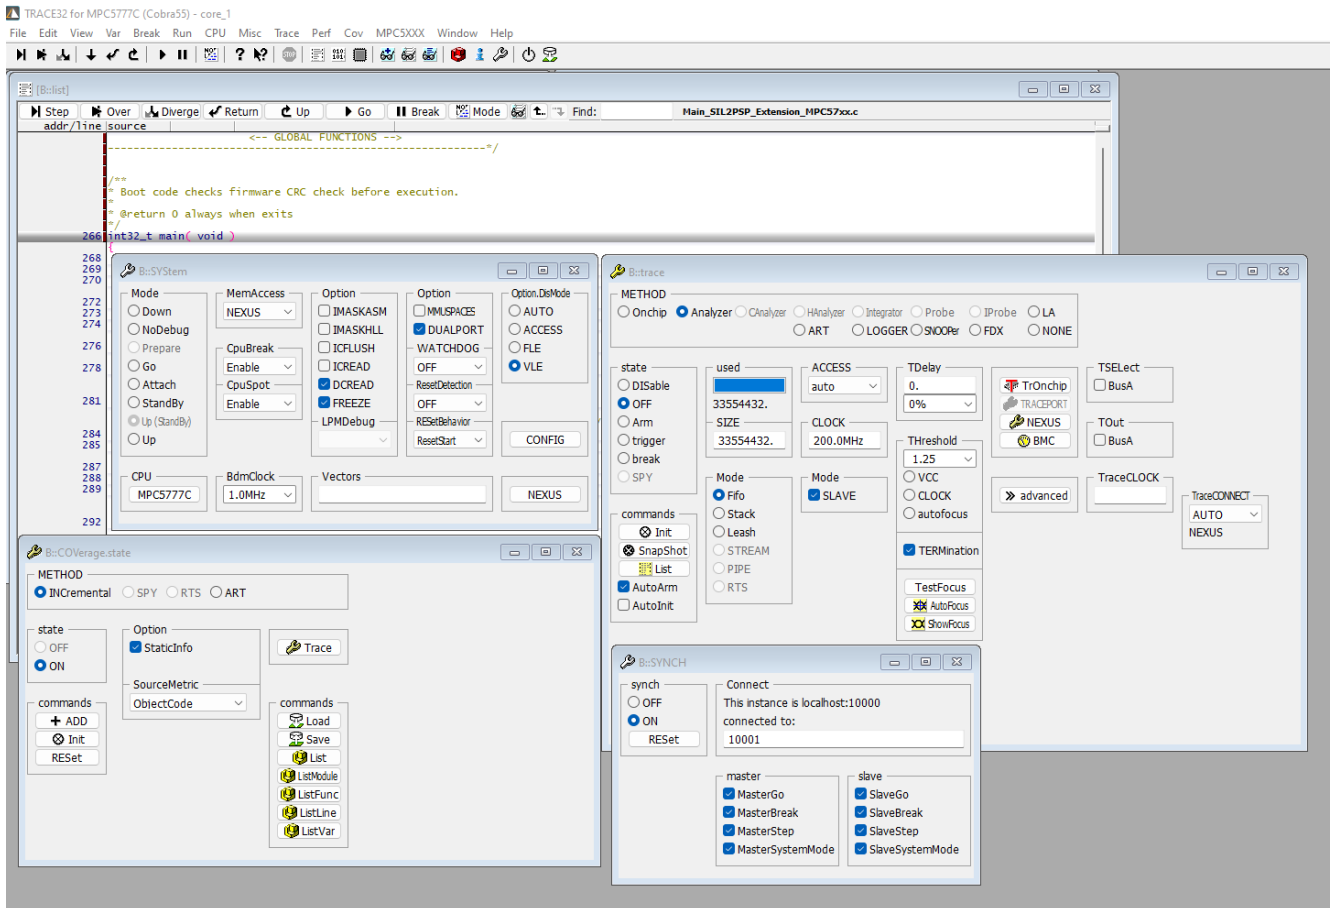 TRACE32 for MPC5777C (Cobra55) - core_1
File Edit View Var Break Run CPU Misc Trace Perf Cov MPC5XXX Window Help
[B::list]
Step Over Diverge Return Up Go Break Mode Find: Main_SIL2PSP_Extension_MPC57xx.c
addr/line source
<-- GLOBAL FUNCTIONS -->
-----------------------------------------------------------*/
/**
* Boot code checks firmware CRC check before execution.
*
* @return 0 always when exits
*/
266 int32_t main( void )
{
268
269
270
272
273
274
276
278
281
284
285
287
288
289
292
B::SYStem
Mode
Down
NoDebug
Prepare
Go
Attach
StandBy
Up (StandBy)
Up
MemAccess
NEXUS
CpuBreak
Enable
CpuSpot
Enable
Option
IMASKASM
IMASKHLL
ICFLUSH
ICREAD
DCREAD
FREEZE
LPMDebug
Option
MMUSPACES
DUALPORT
WATCHDOG
OFF
ResetDetection
OFF
RESetBehavior
ResetStart
Option.DisMode
AUTO
ACCESS
FLE
VLE
CONFIG
CPU
MPC5777C
BdmClock
1.0MHz
Vectors
NEXUS
B::trace
METHOD
Onchip Analyzer CAnalyzer HAnalyzer Integrator Probe IProbe LA
ART LOGGER SNOOPer FDX NONE
state
DISable
OFF
Arm
trigger
break
SPY
commands
Init
SnapShot
List
AutoArm
AutoInit
used
33554432.
SIZE
33554432.
Mode
Fifo
Stack
Leash
STREAM
PIPE
RTS
ACCESS
auto
CLOCK
200.0MHz
Mode
SLAVE
TDelay
0.
0%
THreshold
1.25
VCC
CLOCK
autofocus
TERMination
TestFocus
AutoFocus
ShowFocus
TrOnchip
TRACEPORT
NEXUS
BMC
advanced
TSELect
BusA
TOut
BusA
TraceCLOCK
TraceCONNECT
AUTO
NEXUS
B::COVerage.state
METHOD
INCremental SPY RTS ART
state
OFF
ON
commands
ADD
Init
RESet
Option
StaticInfo
SourceMetric
ObjectCode
Trace
commands
Load
Save
List
ListModule
ListFunc
ListLine
ListVar
B::SYNCH
synch
OFF
ON
RESet
Connect
This instance is localhost:10000
connected to:
10001
master
MasterGo
MasterBreak
MasterStep
MasterSystemMode
slave
SlaveGo
SlaveBreak
SlaveStep
SlaveSystemMode